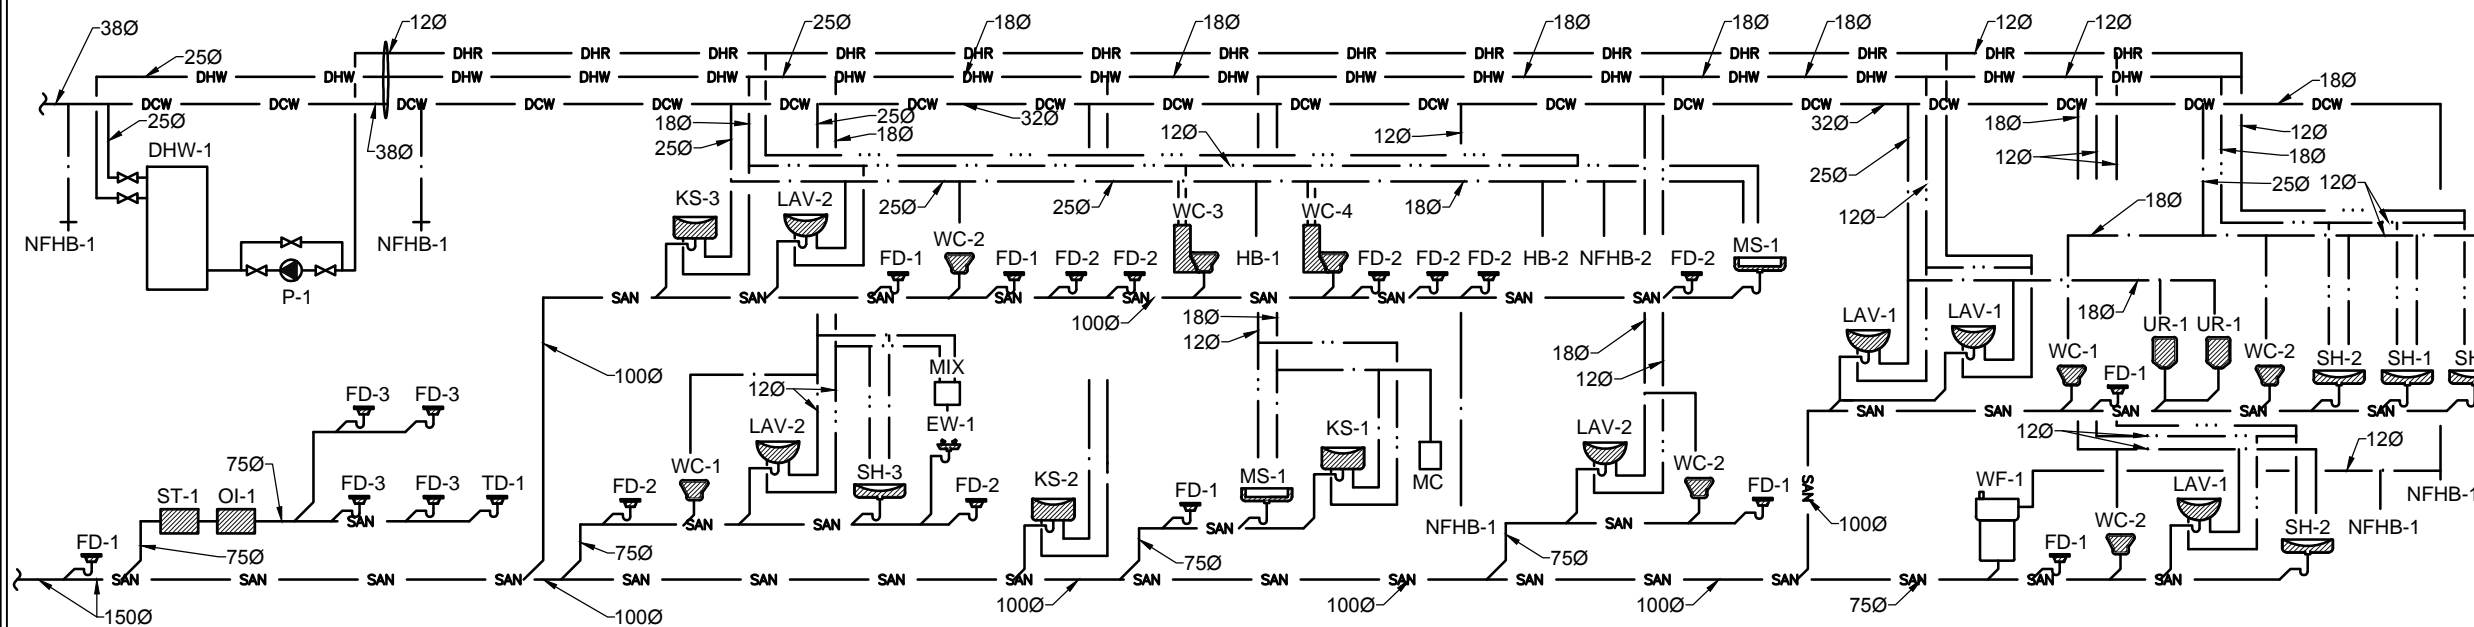 38Ø
12Ø
25Ø
18Ø
18Ø
18Ø
18Ø
18Ø
12Ø
12Ø
DHR DHR DHR DHR DHR DHR DHR DHR DHR DHR DHR DHR DHR DHR
25Ø
DHW DHW DHW DHW DHW DHW DHW DHW DHW DHW DHW DHW DHW DHW DHW DHW
18Ø
DCW DCW DCW DCW DCW DCW DCW DCW DCW DCW DCW DCW DCW DCW DCW DCW DCW DCW
25Ø
18Ø
25Ø
32Ø
32Ø
18Ø
12Ø
18Ø
12Ø
12Ø
DHW-1
38Ø
25Ø
12Ø
18Ø
25Ø
25Ø
12Ø
KS-3
LAV-2
25Ø
25Ø
WC-3
WC-4
18Ø
12Ø
18Ø
NFHB-1
NFHB-1
WC-2
FD-1
FD-1
FD-2
FD-2
HB-1
FD-2
FD-2
FD-2
HB-2
NFHB-2
FD-2
MS-1
P-1
SAN SAN SAN SAN SAN SAN SAN SAN SAN
100Ø
18Ø
12Ø
18Ø
12Ø
18Ø
LAV-1
LAV-1
UR-1
UR-1
WC-1
WC-2
SH-2
SH-1
SH
FD-1
100Ø
FD-3
FD-3
12Ø
MIX
EW-1
SAN SAN SAN SAN SAN
LAV-2
KS-1
LAV-2
12Ø
12Ø
75Ø
ST-1
OI-1
FD-3
FD-3
TD-1
FD-2
WC-1
SH-3
FD-2
KS-2
FD-1
MS-1
MC
NFHB-1
WC-2
FD-1
SAN
WF-1
LAV-1
NFHB-1
NFHB-1
SAN
SAN SAN
SAN
SAN
100Ø
WC-2
SH-2
FD-1
75Ø
75Ø
75Ø
75Ø
FD-1
SAN SAN SAN SAN SAN SAN SAN SAN SAN SAN SAN SAN SAN SAN SAN SAN SAN
150Ø
100Ø
100Ø
100Ø
100Ø
75Ø